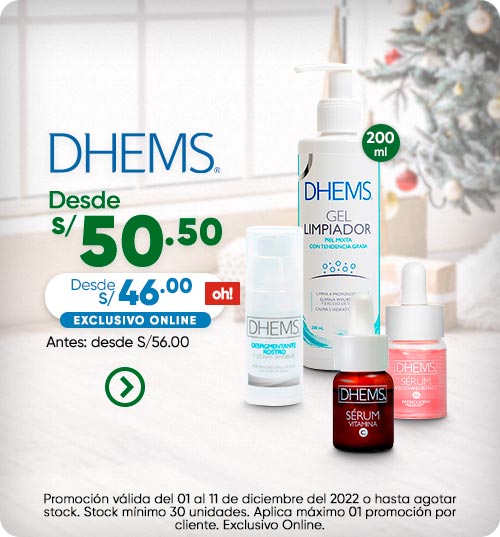 DHEMS®
Desde
S/50.50
Desde
S/46.00
oh!
EXCLUSIVO ONLINE
Antes: desde S/56.00
200
ml
DHEMS
GEL
LIMPIADOR
PIEL MIXTA
CON TENDENCIA GRASA
200 mL
DHEMS
DESPIGMENTANTE
ROSTRO
DHEMS
SÉRUM
VITAMINA
C
DHEMS
SÉRUM
Promoción válida del 01 al 11 de diciembre del 2022 o hasta agotar
stock. Stock mínimo 30 unidades. Aplica máximo 01 promoción por
cliente. Exclusivo Online.